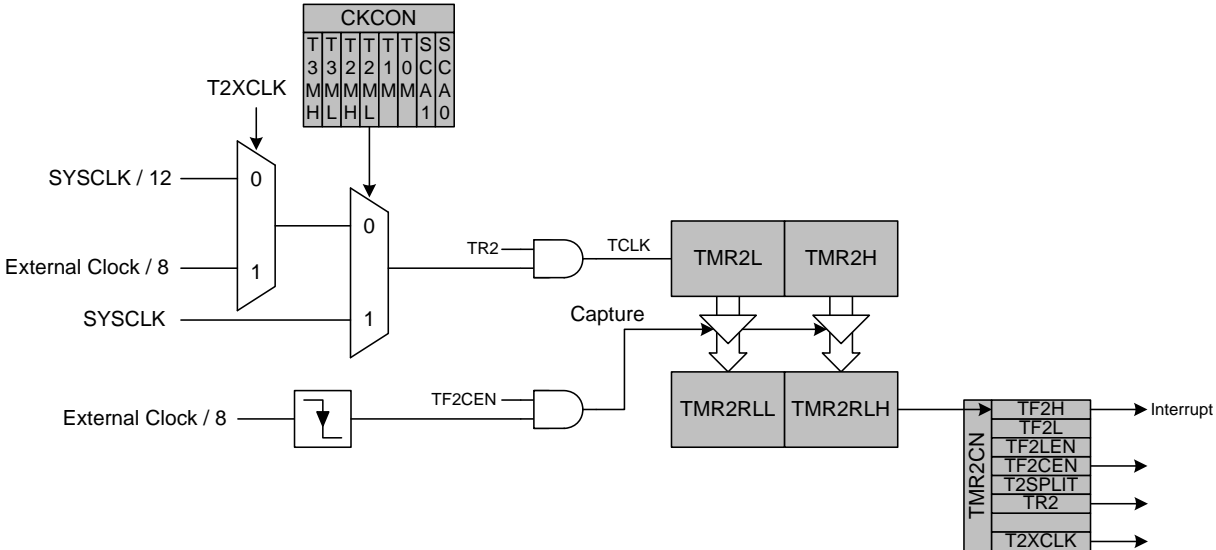 CKCON
T3MH T3ML T2MH T2ML T1M T0M SCA1 SCA0
T2XCLK
SYSCLK / 12
0
External Clock / 8
1
0
SYSCLK
1
TR2
TCLK
TMR2L TMR2H
Capture
External Clock / 8
TF2CEN
TMR2RLL TMR2RLH
TMR2CN
TF2H
Interrupt
TF2L
TF2LEN
TF2CEN
T2SPLIT
TR2
T2XCLK